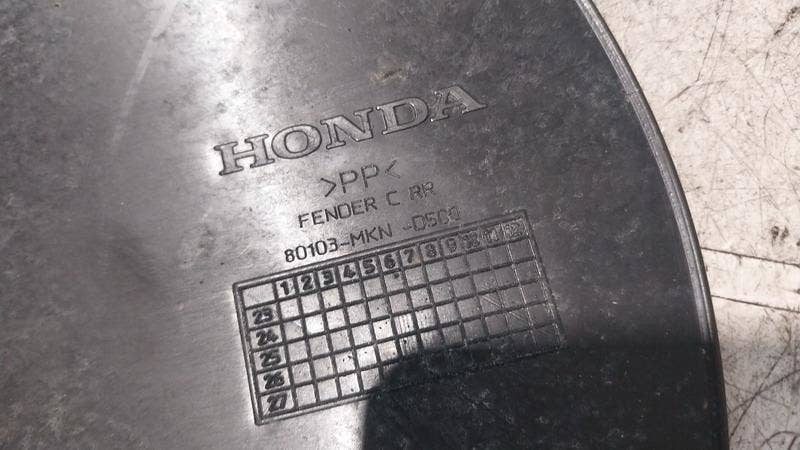 HONDA
>PP<
FENDER C RR
80103-MKN -D500
1 2 3 4 5 6 7 8 9 10 11 12
23
24
25
26
27